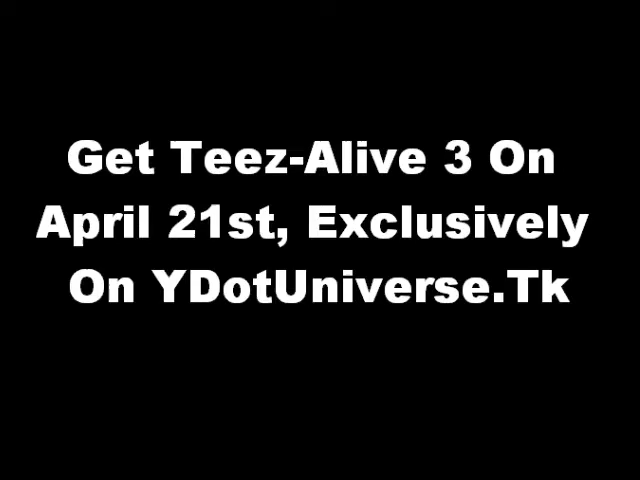 Get Teez-Alive 3 On
April 21st, Exclusively
On YDotUniverse.Tk